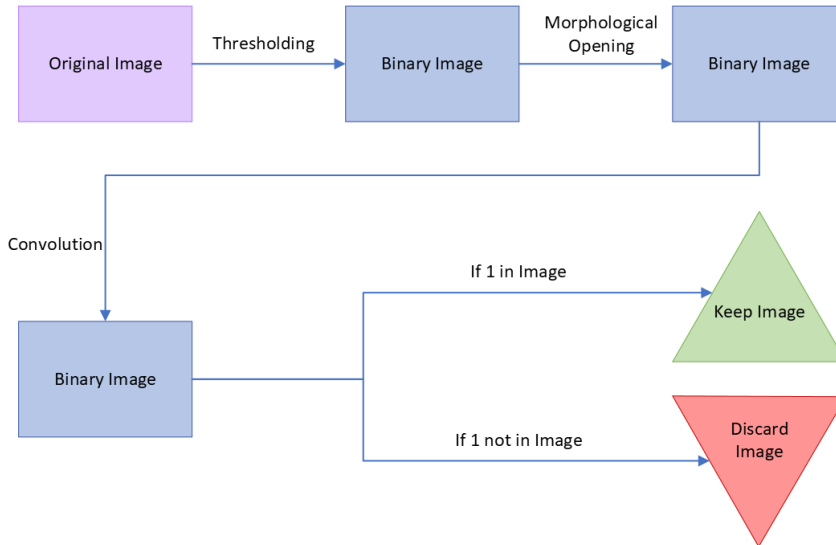 Original Image
Thresholding
Binary Image
Morphological
Opening
Binary Image
Convolution
Binary Image
If 1 in Image
Keep Image
If 1 not in Image
Discard
Image